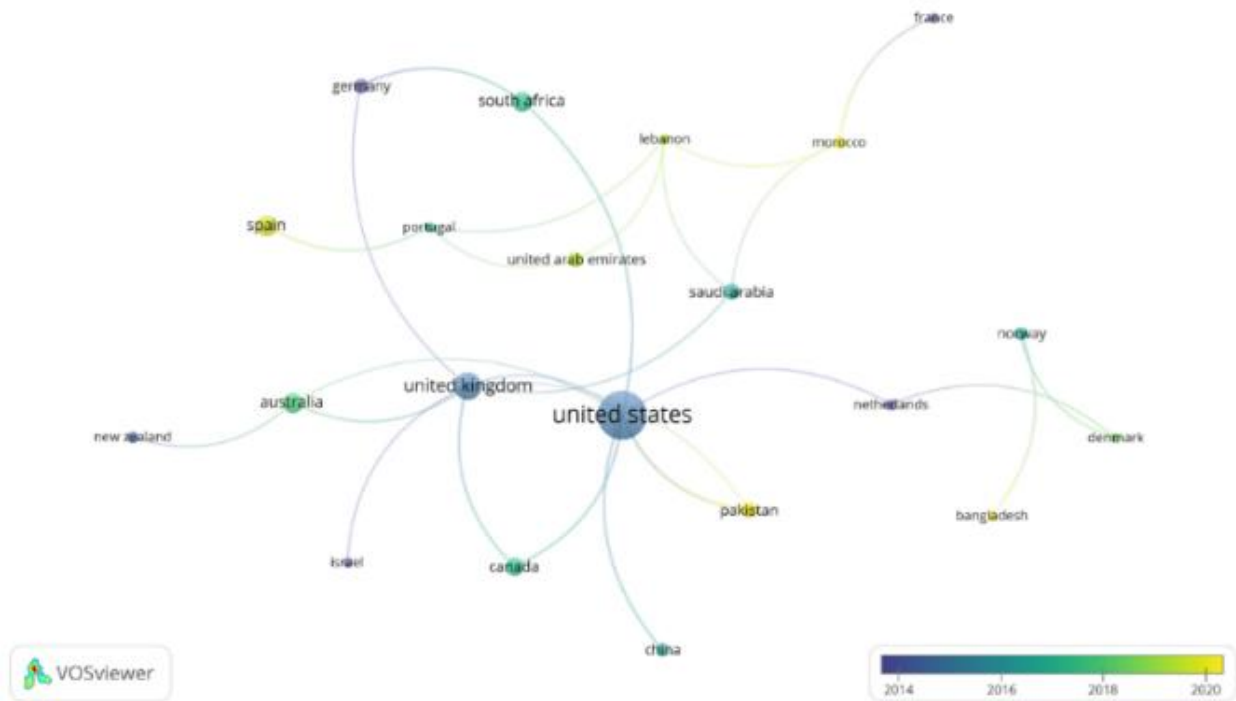 france
germany
south africa
lebanon
morocco
spain
portugal
united arab emirates
saudi arabia
norway
united kingdom
australia
united states
netherlands
new zealand
denmark
pakistan
bangladesh
israel
canada
china
VOSviewer
2014 2016 2018 2020